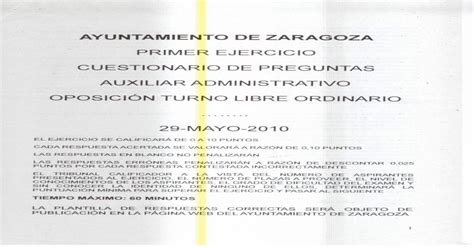 AYUNTAMIENTO DE ZARAGOZA
PRIMER EJERCICIO
CUESTIONARIO DE PREGUNTAS
AUXILIAR ADMINISTRATIVO
OPOSICIÓN TURNO LIBRE ORDINARIO
........
29-MAYO-2010
EL EJERCICIO SE CALIFICARÁ DE 0 A 10 PUNTOS
CADA RESPUESTA ACERTADA SE VALORARÁ A RAZÓN DE 0,10 PUNTOS
LAS RESPUESTAS EN BLANCO NO PENALIZARÁN
LAS RESPUESTAS ERRÓNEAS PENALIZARÁN A RAZÓN DE DESCONTAR 0,025
PUNTOS POR CADA RESPUESTA CONTESTADA INCORRECTAMENTE
EL TRIBUNAL CALIFICADOR A LA VISTA DEL NÚMERO DE ASPIRANTES
PRESENTADOS AL EJERCICIO, EL NÚMERO DE PLAZAS A PROVEER, EL NIVEL DE
CONOCIMIENTO DE LOS ASPIRANTES, EL GRADO DE DIFICULTAD DEL EXAMEN Y
SIN CONOCER LA IDENTIDAD DE NINGUNO DE ELLOS, DETERMINARÁ LA
PUNTUACIÓN MÍNIMA PARA SUPERAR EL EJERCICIO Y PASAR AL SIGUIENTE
TIEMPO MÁXIMO: 60 MINUTOS
LA PLANTILLA DE RESPUESTAS CORRECTAS SERÁ OBJETO DE
PUBLICACIÓN EN LA PÁGINA WEB DEL AYUNTAMIENTO DE ZARAGOZA
1